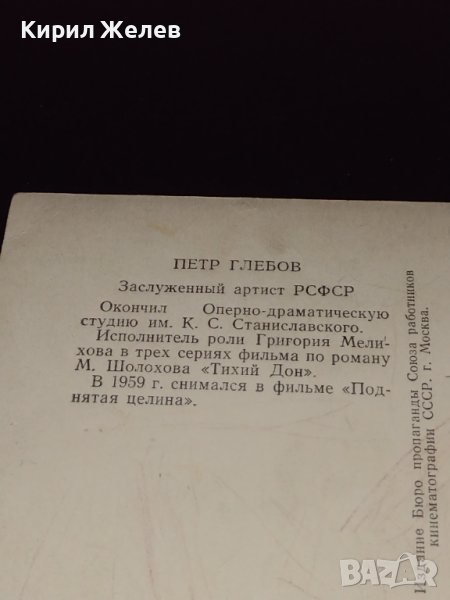 Кирил Желев
ПЕТР ГЛЕБОВ
Заслуженный артист РСФСР
Окончил Оперно-драматическую
студию им. К. С. Станиславского.
Исполнитель роли Григория Мели-
хова в трех сериях фильма по роману
М. Шолохова «Тихий Дон».
В 1959 г. снимался в фильме «Под-
нятая целина».
Издание Бюро пропаганды Союза работников
кинематографии СССР. г. Москва.
BAZAR